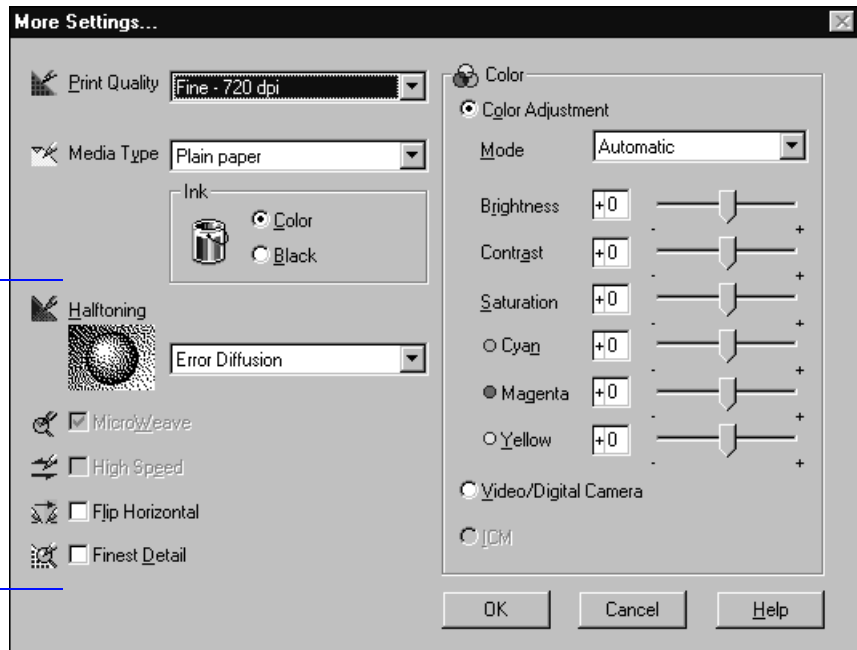 More Settings...
Print Quality
Fine - 720 dpi
Media Type
Plain paper
Ink
Color
Black
Halftoning
Error Diffusion
MicroWeave
High Speed
Flip Horizontal
Finest Detail
Color
Color Adjustment
Mode
Automatic
Brightness +0 - +
Contrast +0 - +
Saturation +0 - +
Cyan +0 - +
Magenta +0 - +
Yellow +0 - +
Video/Digital Camera
ICM
OK
Cancel
Help